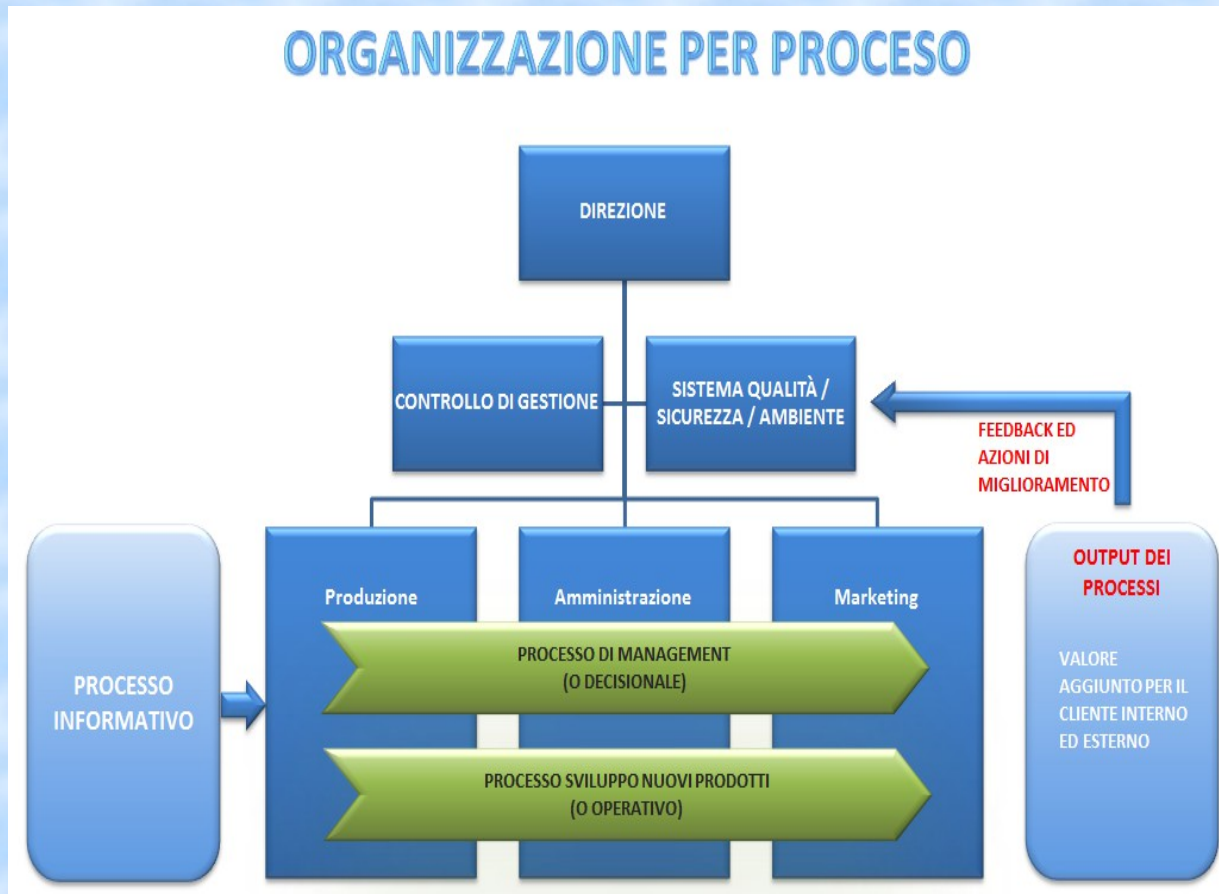 ORGANIZZAZIONE PER PROCESO
DIREZIONE
CONTROLLO DI GESTIONE
SISTEMA QUALITÀ /
SICUREZZA / AMBIENTE
FEEDBACK ED
AZIONI DI
MIGLIORAMENTO
PROCESSO
INFORMATIVO
Produzione
Amministrazione
Marketing
PROCESSO DI MANAGEMENT
(O DECISIONALE)
PROCESSO SVILUPPO NUOVI PRODOTTI
(O OPERATIVO)
OUTPUT DEI
PROCESSI
VALORE
AGGIUNTO PER IL
CLIENTE INTERNO
ED ESTERNO